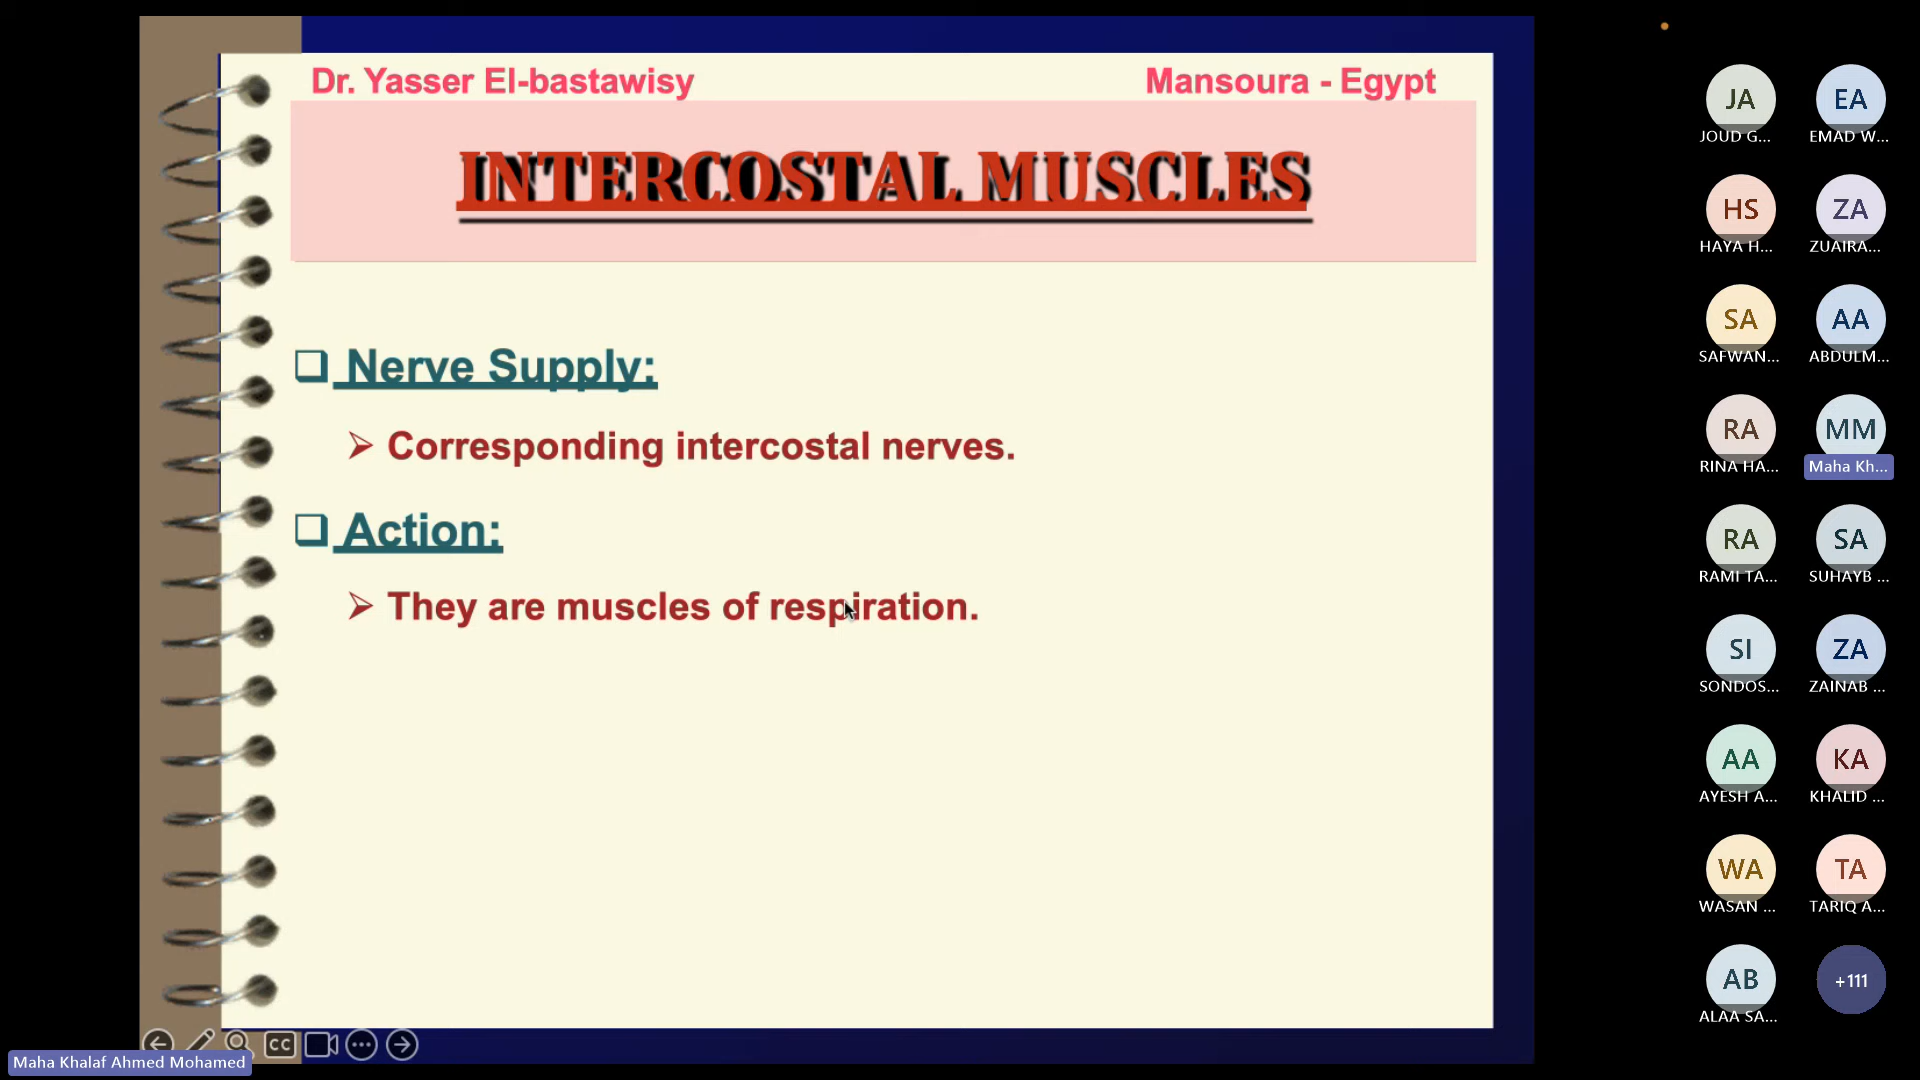 Dr. Yasser El-bastawisy Mansoura - Egypt
INTERCOSTAL MUSCLES
Nerve Supply:
Corresponding intercostal nerves.
Action:
They are muscles of respiration.
JA EA
JOUD G... EMAD W...
HS ZA
HAYA H... ZUAIRA...
SA AA
SAFWAN... ABDULM...
RA MM
RINA HA... Maha Kh...
RA SA
RAMI TA... SUHAYB ...
SI ZA
SONDOS... ZAINAB ...
AA KA
AYESH A... KHALID ...
WA TA
WASAN ... TARIQ A...
AB +111
ALAA SA...
CC
Maha Khalaf Ahmed Mohamed